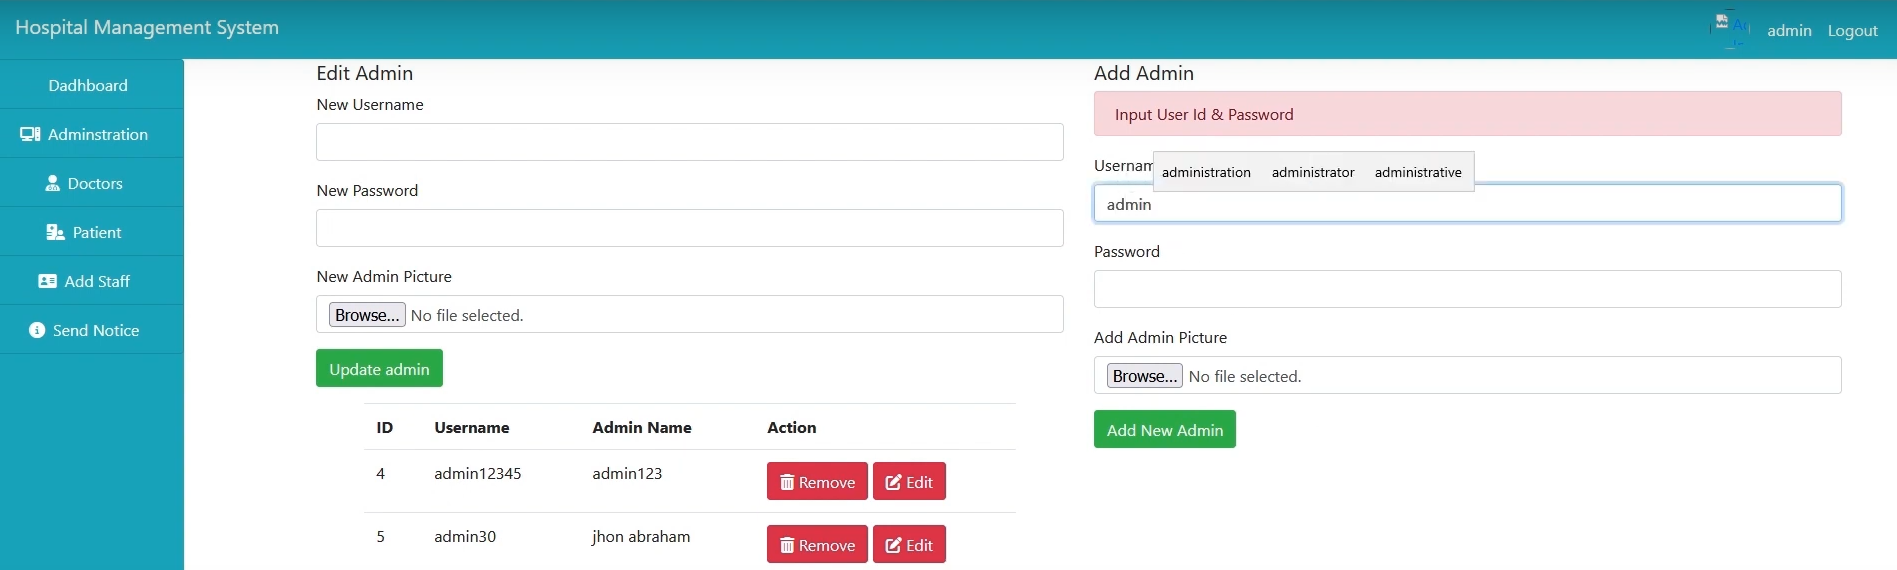 Hospital Management System
admin Logout
Dadhboard
Adminstration
Doctors
Patient
Add Staff
Send Notice
Edit Admin
New Username
New Password
New Admin Picture
Browse... No file selected.
Update admin
ID Username Admin Name Action
4 admin12345 admin123 Remove Edit
5 admin30 jhon abraham Remove Edit
Add Admin
Input User Id & Password
administration administrator administrative
admin
Password
Add Admin Picture
Browse... No file selected.
Add New Admin